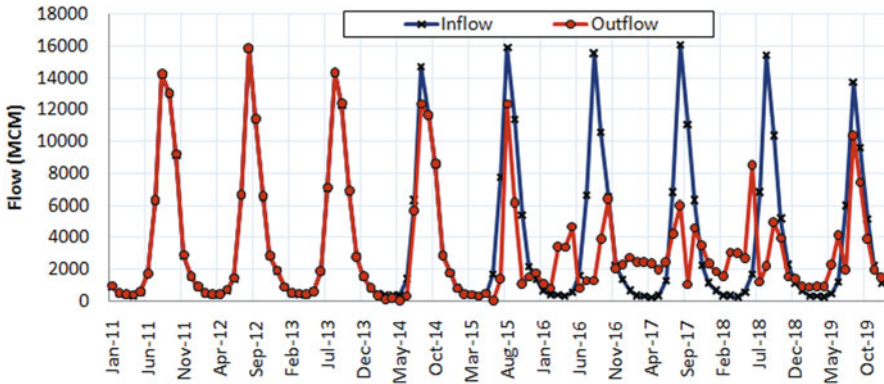 Inflow Outflow
Flow (MCM)
18000
16000
14000
12000
10000
8000
6000
4000
2000
0
Jan-11
Jun-11
Nov-11
Apr-12
Sep-12
Feb-13
Jul-13
Dec-13
May-14
Oct-14
Mar-15
Aug-15
Jan-16
Jun-16
Nov-16
Apr-17
Sep-17
Feb-18
Jul-18
Dec-18
May-19
Oct-19